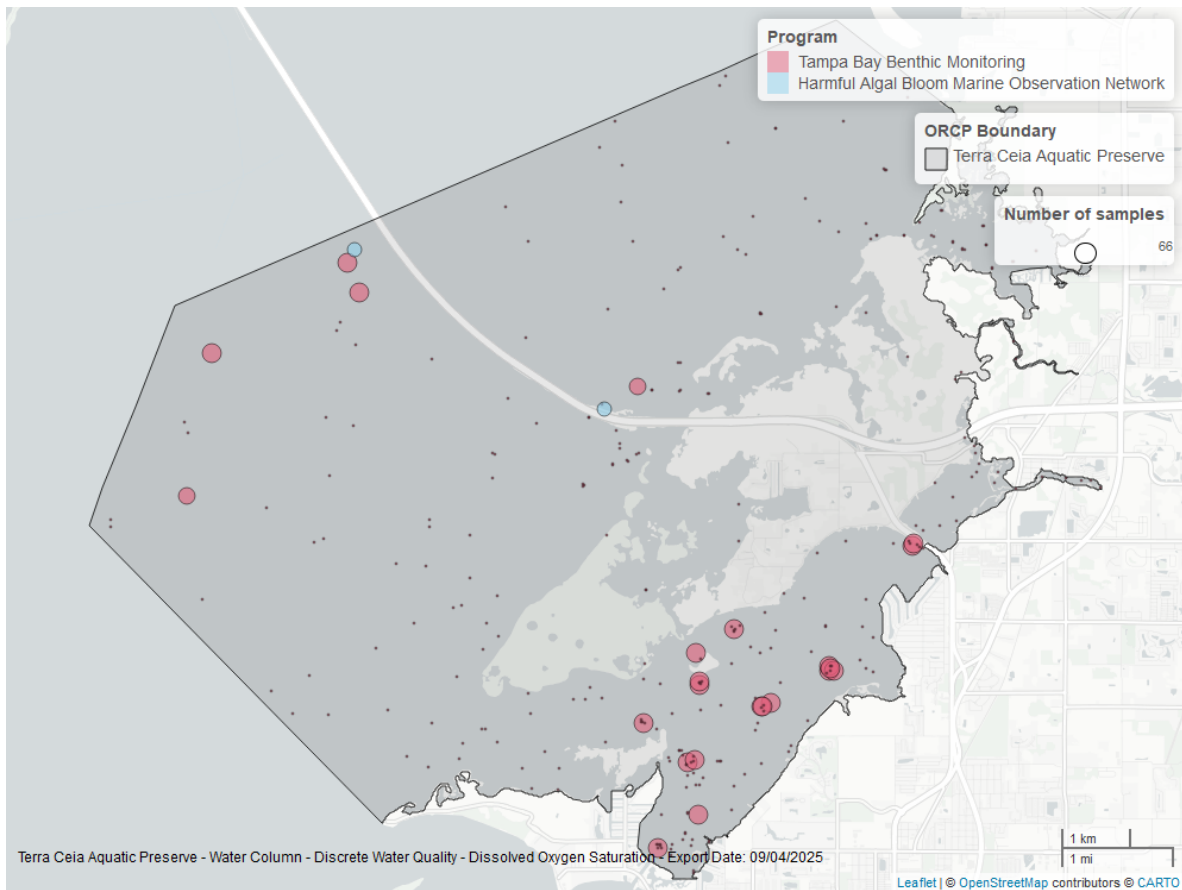 Program
Tampa Bay Benthic Monitoring
Harmful Algal Bloom Marine Observation Network
ORCP Boundary
Terra Ceia Aquatic Preserve
Number of samples
66
1 km
1 mi
Terra Ceia Aquatic Preserve - Water Column - Discrete Water Quality - Dissolved Oxygen Saturation - Export Date: 09/04/2025
Leaflet | © OpenStreetMap contributors © CARTO